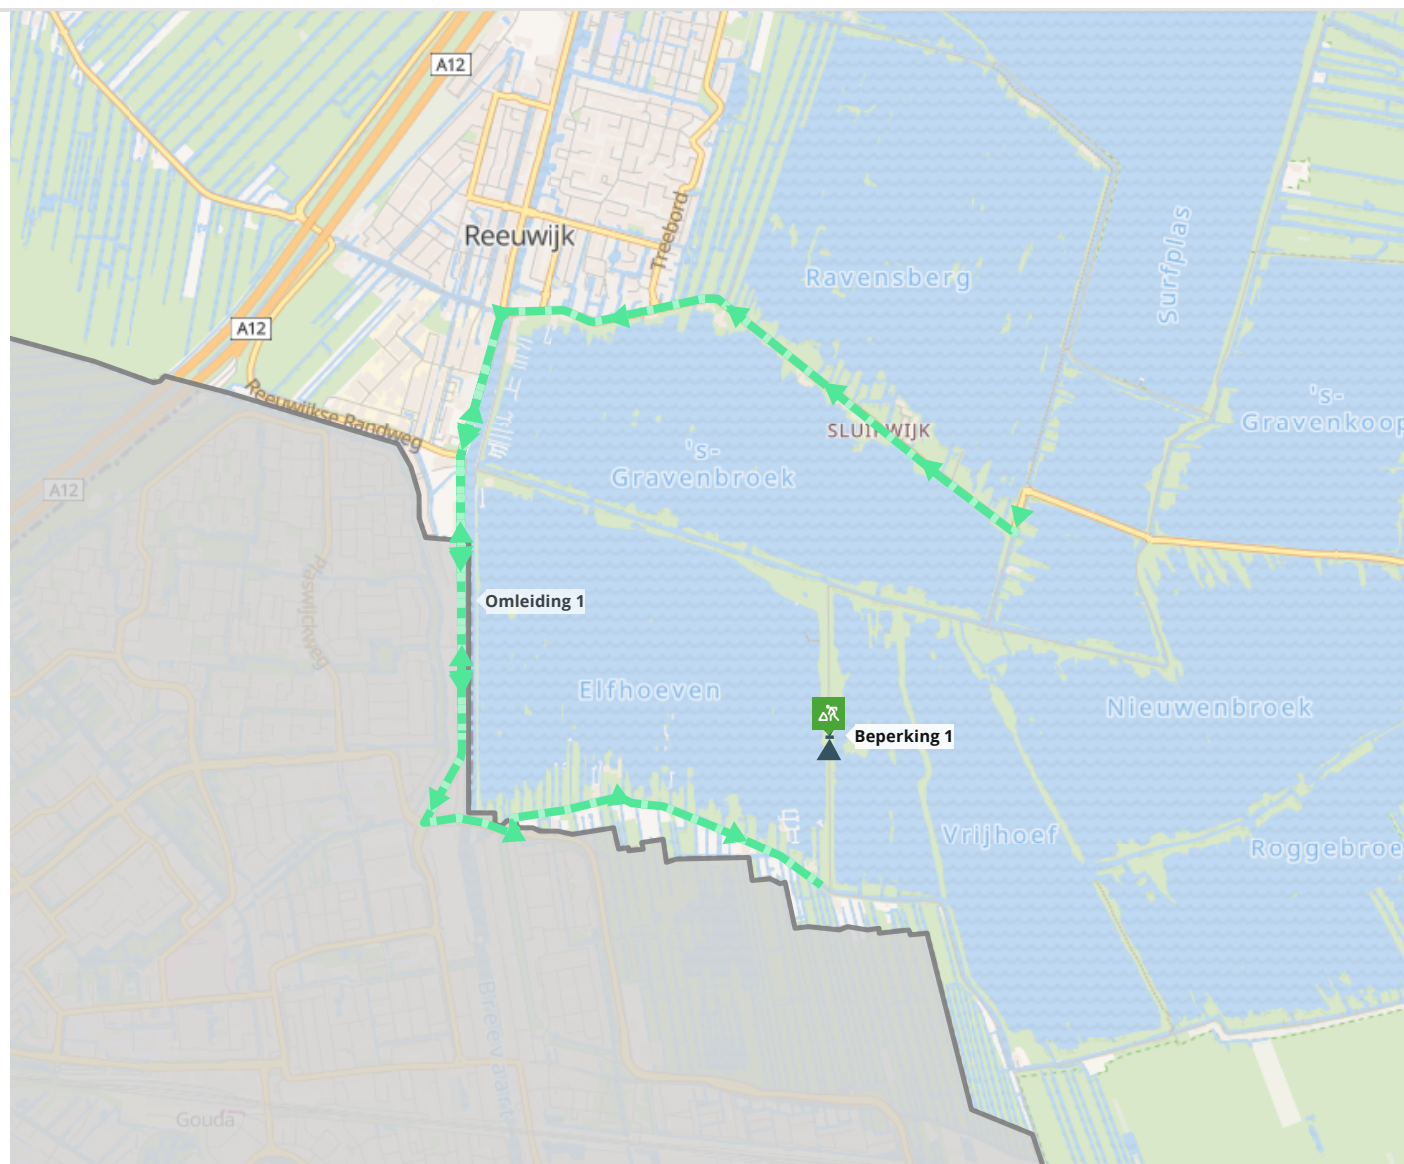 A12
Reeuwijk
Treebord
Ravensberg
Surfplas
A12
Reeuwijkse Randweg
's-
Gravenkoop
SLUIPWIJK
's-
Gravenbroek
A12
Plaswijckweg
Omleiding 1
Elfhoeven
Nieuwenbroek
Beperking 1
Vrijhoef
Roggebroe
Breevaart
Gouda